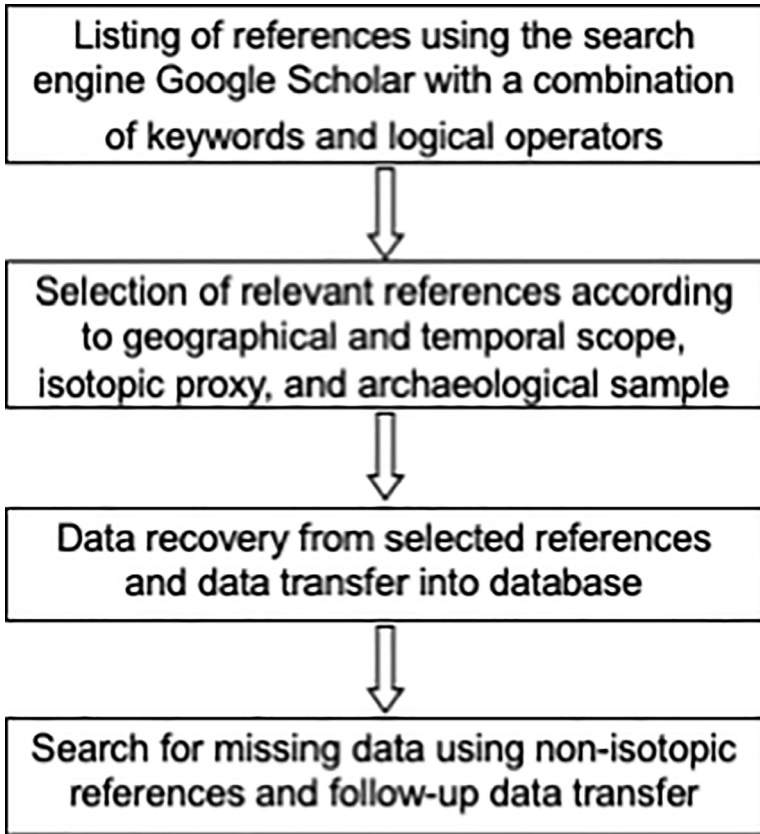 Listing of references using the search
engine Google Scholar with a combination
of keywords and logical operators
Selection of relevant references according
to geographical and temporal scope,
isotopic proxy, and archaeological sample
Data recovery from selected references
and data transfer into database
Search for missing data using non-isotopic
references and follow-up data transfer